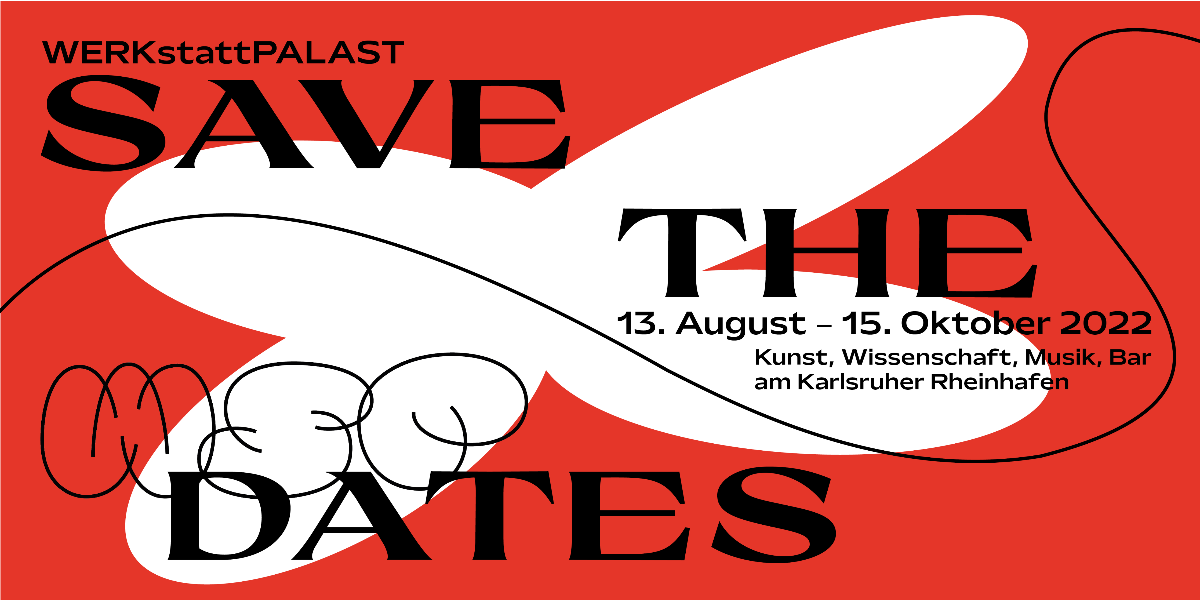 WERKstattPALAST
SAVE
THE
13. August – 15. Oktober 2022
Kunst, Wissenschaft, Musik, Bar
am Karlsruher Rheinhafen
DATES